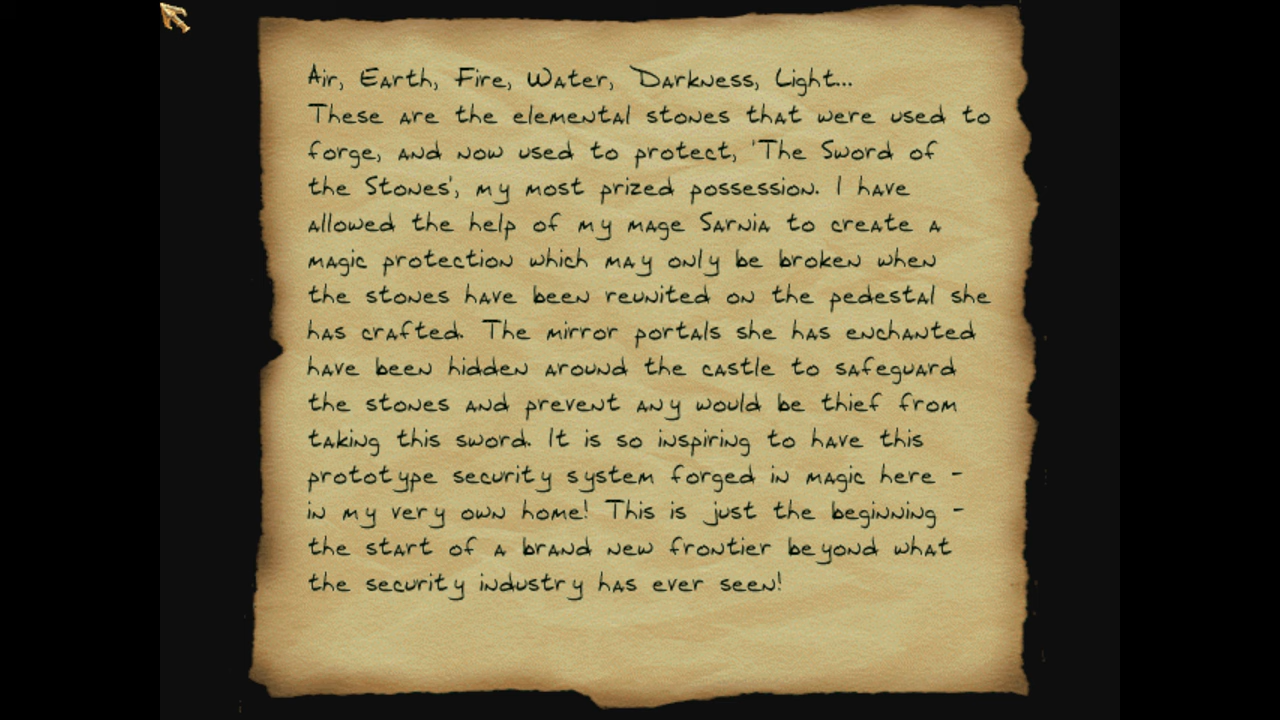 Air, Earth, Fire, Water, Darkness, Light...
These are the elemental stones that were used to
forge, and now used to protect, 'The Sword of
the Stones', my most prized possession. I have
allowed the help of my mage Sarnia to create a
magic protection which may only be broken when
the stones have been reunited on the pedestal she
has crafted. The mirror portals she has enchanted
have been hidden around the castle to safeguard
the stones and prevent any would be thief from
taking this sword. It is so inspiring to have this
prototype security system forged in magic here -
in my very own home! This is just the beginning -
the start of a brand new frontier beyond what
the security industry has ever seen!